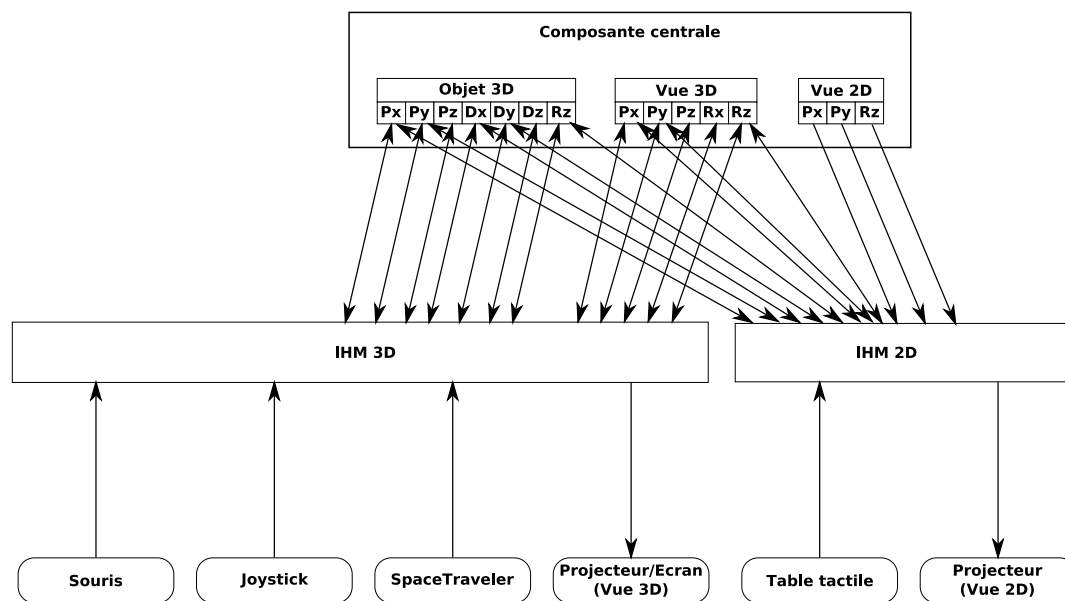 Composante centrale
Objet 3D
Vue 3D
Vue 2D
Px Py Pz Dx Dy Dz Rz
Px Py Pz Rx Rz
Px Py Rz
IHM 3D
IHM 2D
Souris
Joystick
SpaceTraveler
Projecteur/Ecran
(Vue 3D)
Table tactile
Projecteur
(Vue 2D)